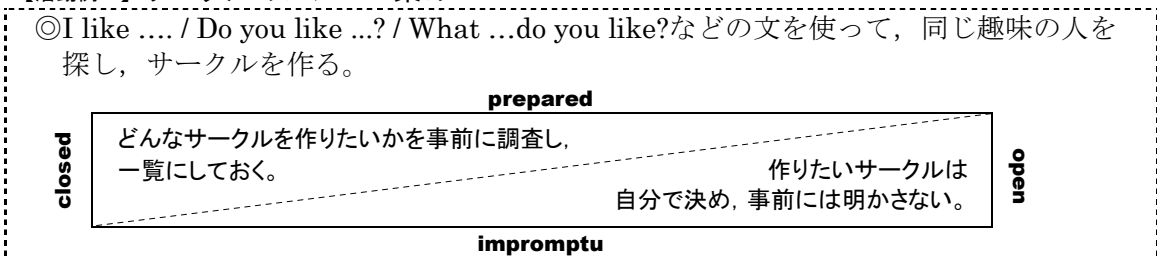 ◎I like …. / Do you like ...? / What …do you like?などの文を使って，同じ趣味の人を
探し，サークルを作る。
prepared
closed
どんなサークルを作りたいかを事前に調査し，
一覧にしておく。
作りたいサークルは
自分で決め，事前には明かさない。
open
impromptu